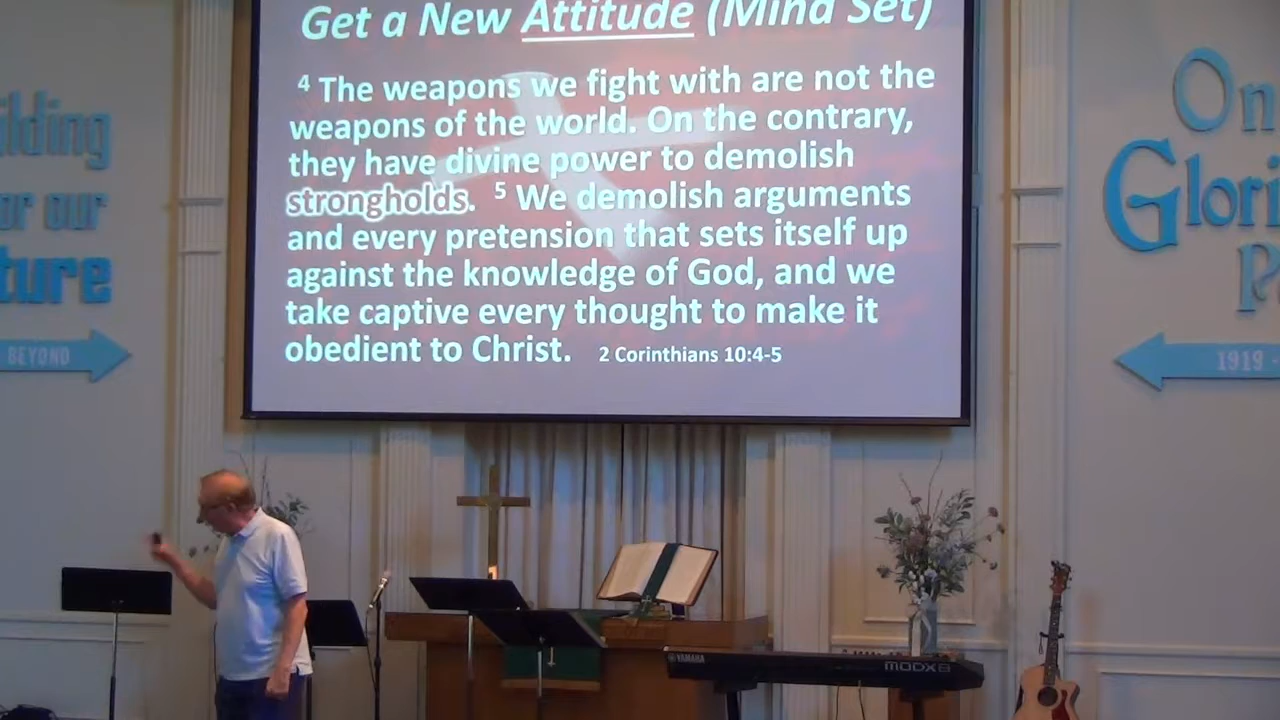 Get a New Attitude (Mind Set)
4 The weapons we fight with are not the
weapons of the world. On the contrary,
they have divine power to demolish
strongholds. 5 We demolish arguments
and every pretension that sets itself up
against the knowledge of God, and we
take captive every thought to make it
obedient to Christ. 2 Corinthians 10:4-5
ilding
or our
ture
BEYOND
On
Glori
P
1919 -
YAMAHA
MODX8